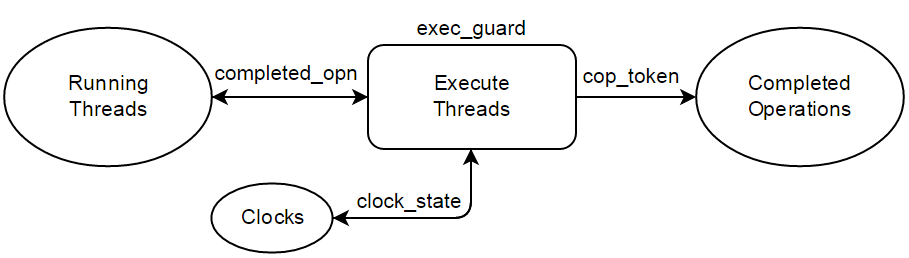 exec_guard
Running
Threads
completed_opn
Execute
Threads
cop_token
Completed
Operations
Clocks
clock_state